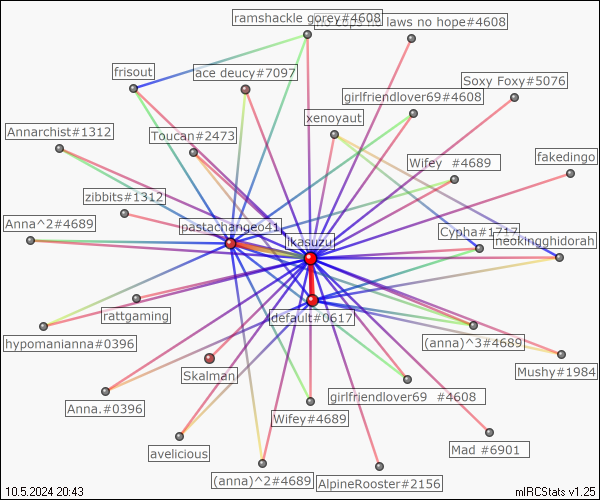 ramshackle gorey#4608
laws no hope#4608
frisout
ace deucy#7097
Soxy Foxy#5076
girlfriendlover69#4608
xenoyaut
Annarchist#1312
Toucan#2473
Wifey #4689
fakedingo
zibbits#1312
Anna^2#4689
pastachangeo41
ikasuzu
Cypha#1717
neokingghidorah
rattgaming
default#0617
hypomanianna#0396
(anna)^3#4689
Mushy#1984
Skalman
Anna.#0396
girlfriendlover69 #4608
Wifey#4689
avelicious
Mad #6901
(anna)^2#4689
AlpineRooster#2156
10.5.2024 20:43
mIRCStats v1.25